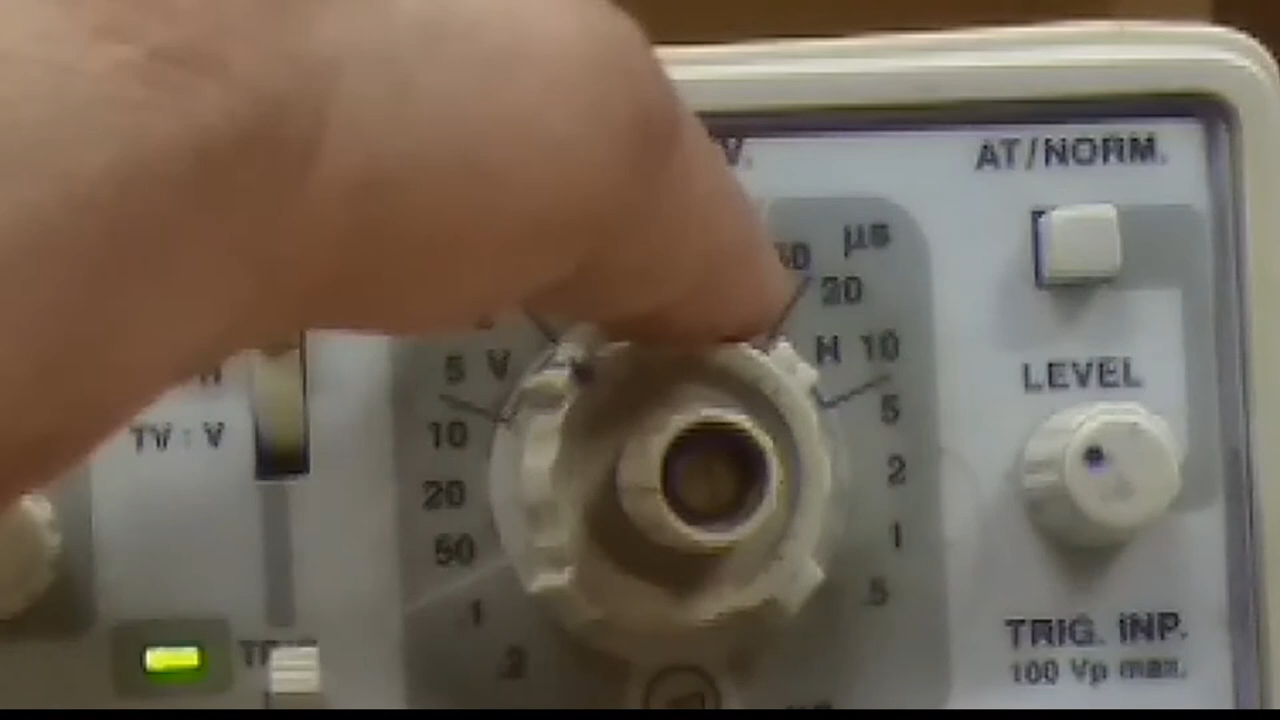 V.
AT/NORM.
µs
20
H 10
5 V
LEVEL
5
TV : V
10
2
20
1
50
.5
.1
TRIG. INP.
.2
100 Vp max.